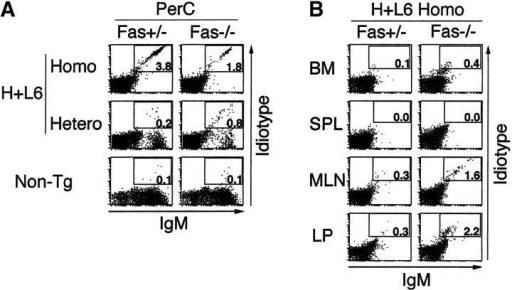 A
PerC
Fas+/- Fas-/-
H+L6
Homo 3.8 1.8
Hetero 0.2 0.8
Non-Tg 0.1 0.1
Idiotype
IgM
B
H+L6 Homo
Fas+/- Fas-/-
BM 0.1 0.4
SPL 0.0 0.0
MLN 0.3 1.6
LP 0.3 2.2
Idiotype
IgM